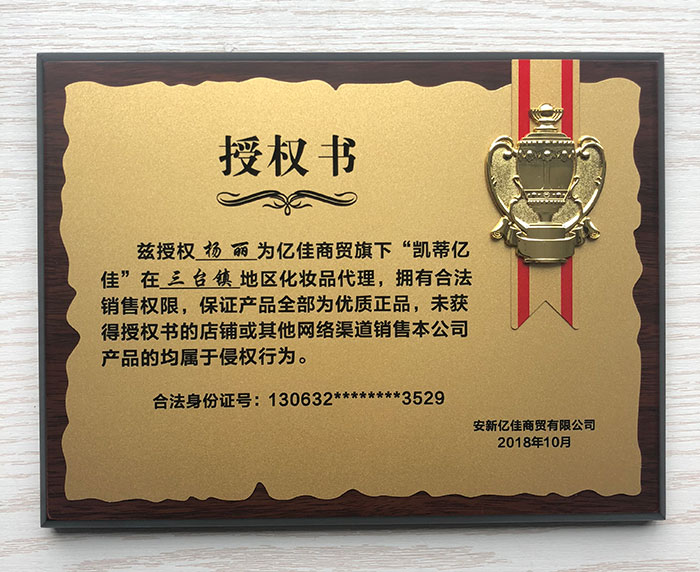 授权书
兹授权 杨丽 为亿佳商贸旗下“凯蒂亿
佳”在 三台镇 地区化妆品代理，拥有合法
销售权限，保证产品全部为优质正品，未获
得授权书的店铺或其他网络渠道销售本公司
产品的均属于侵权行为。
合法身份证号：130632********3529
安新亿佳商贸有限公司
2018年10月